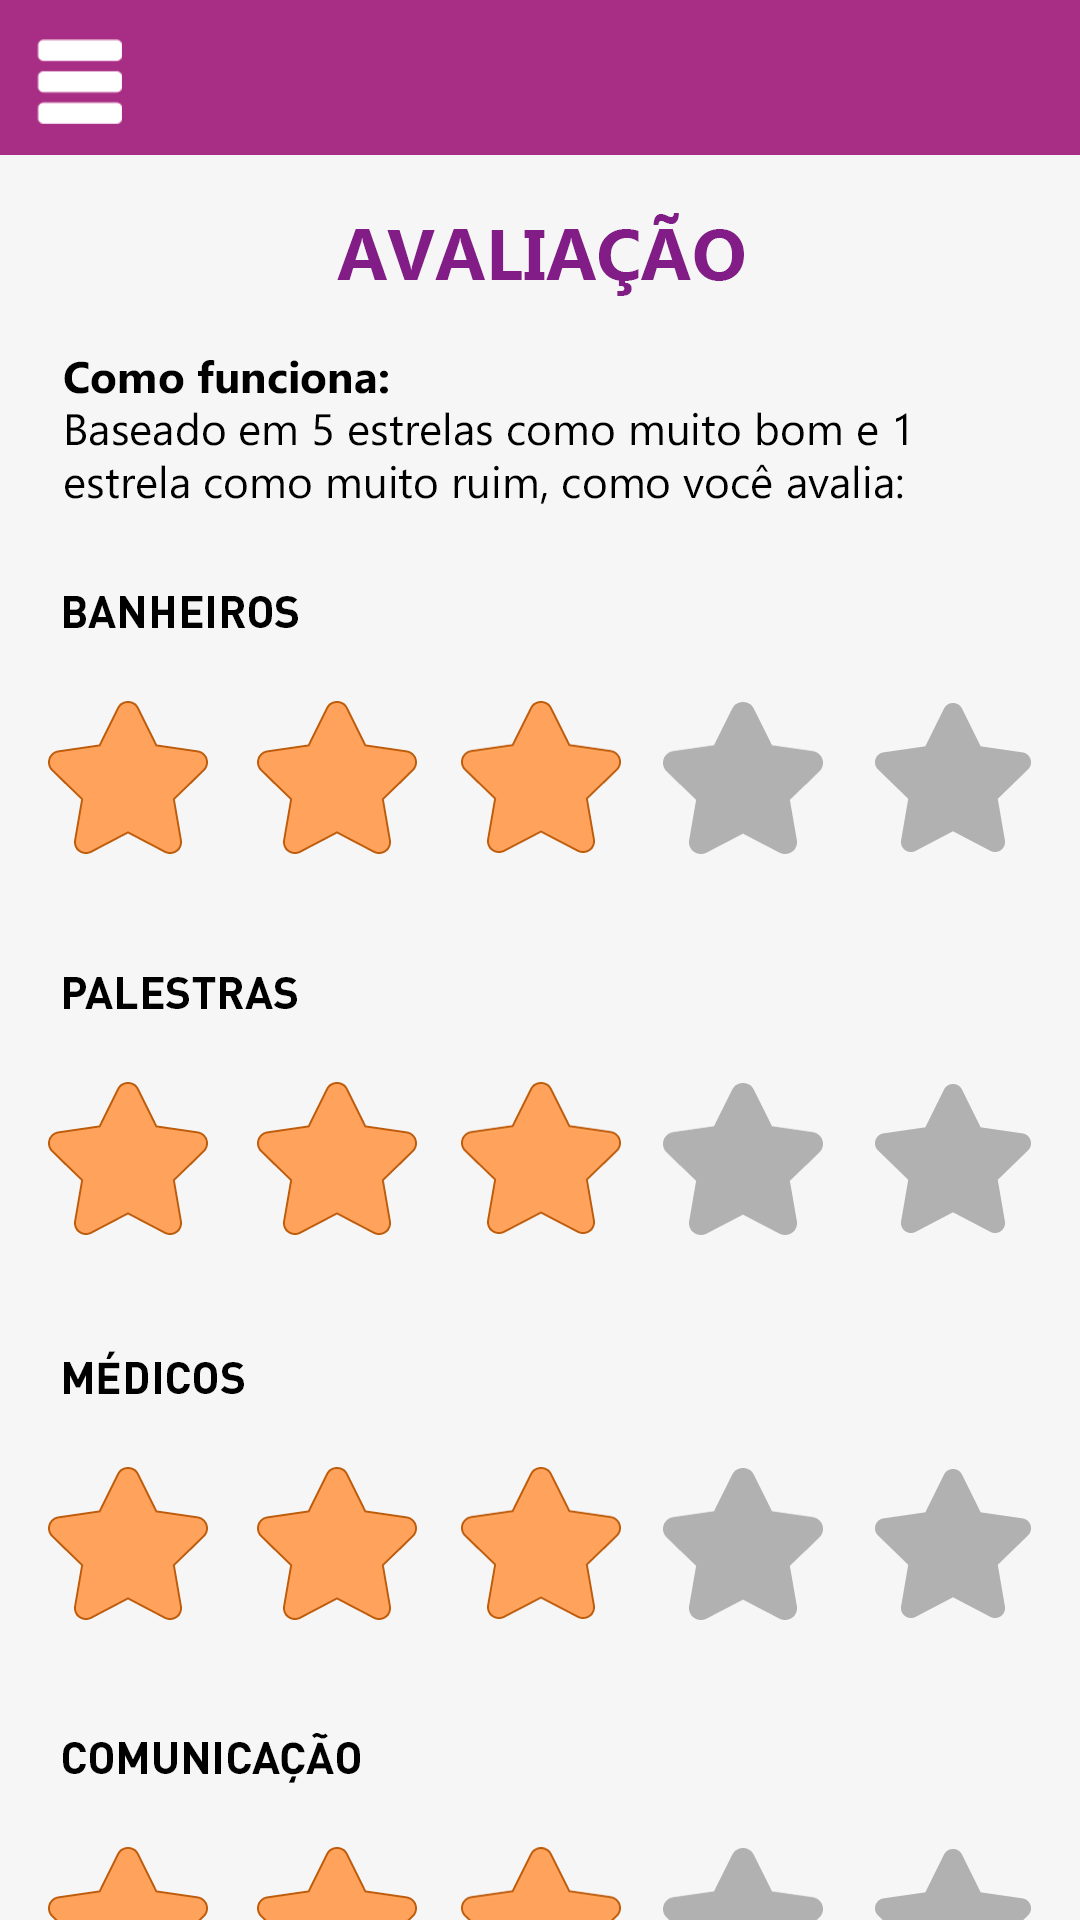 AVALIAÇÃO
Como funciona:
Baseado em 5 estrelas como muito bom e 1
estrela como muito ruim, como você avalia:
BANHEIROS
PALESTRAS
MÉDICOS
COMUNICAÇÃO